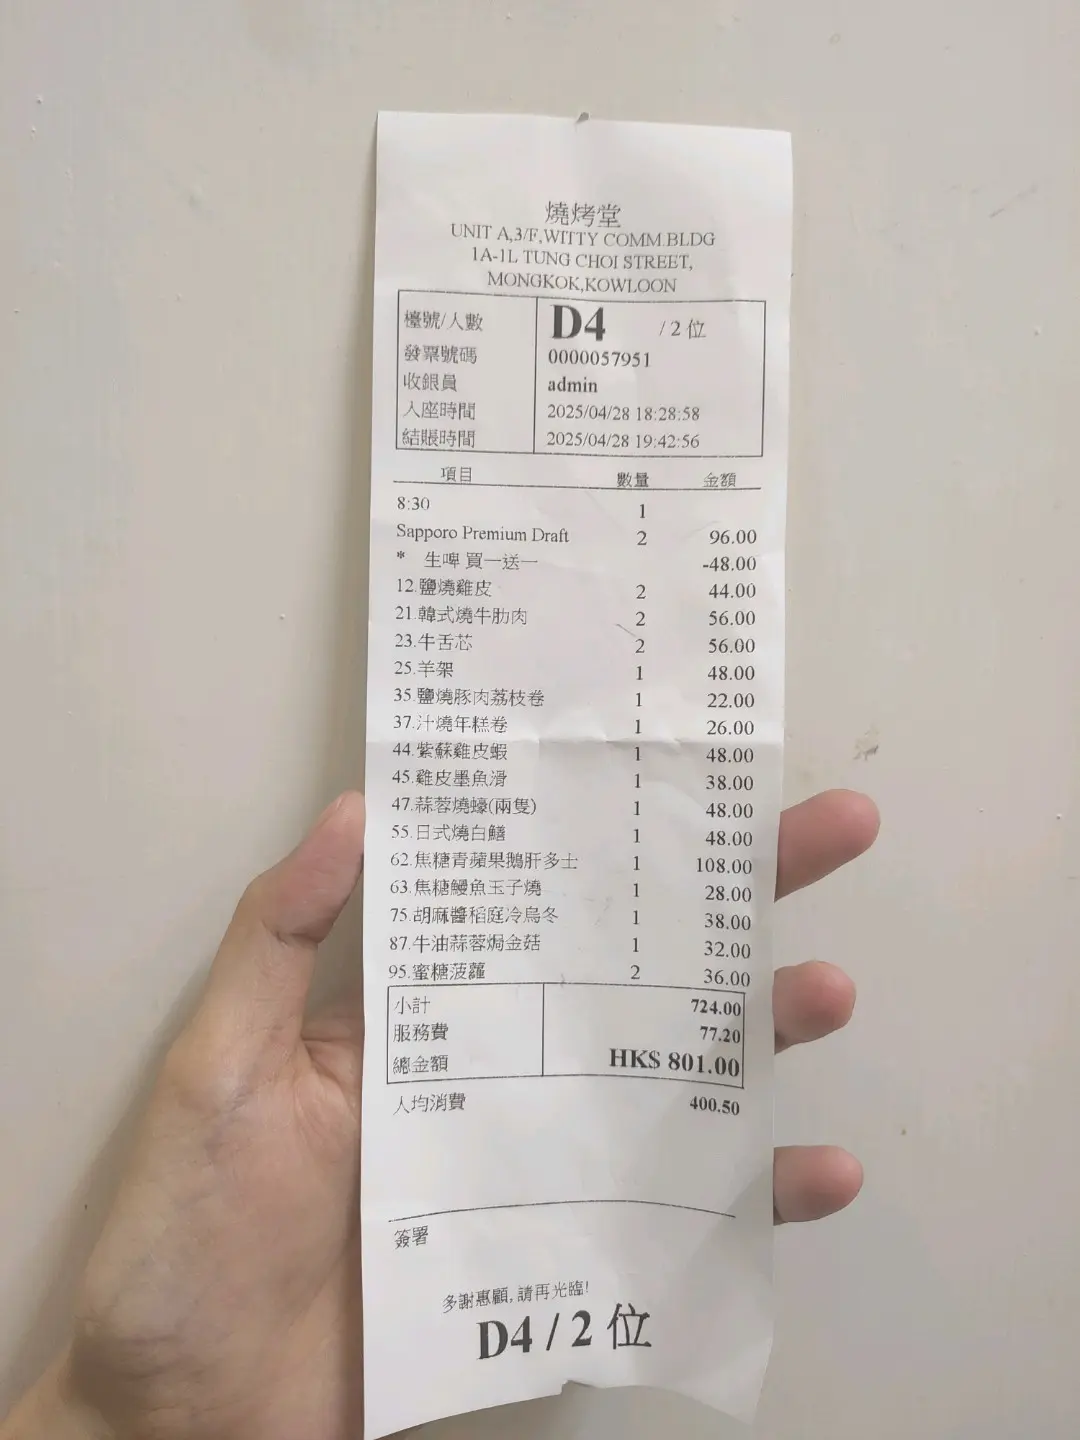 燒烤堂
UNIT A,3/F,WITTY COMM.BLDG
1A-1L TUNG CHOI STREET,
MONGKOK,KOWLOON
檯號/人數 D4 /2 位
發票號碼 0000057951
收銀員 admin
入座時間 2025/04/28 18:28:58
結賬時間 2025/04/28 19:42:56
項目 數量 金額
8:30 1
Sapporo Premium Draft 2 96.00
* 生啤 買一送一 -48.00
12.鹽燒雞皮 2 44.00
21.韓式燒牛肋肉 2 56.00
23.牛舌芯 2 56.00
25.羊架 1 48.00
35.鹽燒豚肉荔枝卷 1 22.00
37.汁燒年糕卷 1 26.00
44.紫蘇雞皮蝦 1 48.00
45.雞皮墨魚滑 1 38.00
47.蒜蓉燒蠔(兩隻) 1 48.00
55.日式燒白鱔 1 48.00
62.焦糖青蘋果鵝肝多士 1 108.00
63.焦糖鰻魚玉子燒 1 28.00
75.胡麻醬稻庭冷烏冬 1 38.00
87.牛油蒜蓉焗金菇 1 32.00
95.蜜糖菠蘿 2 36.00
小計 724.00
服務費 77.20
總金額 HK$ 801.00
人均消費 400.50
簽署
多謝惠顧, 請再光臨!
D4 / 2 位